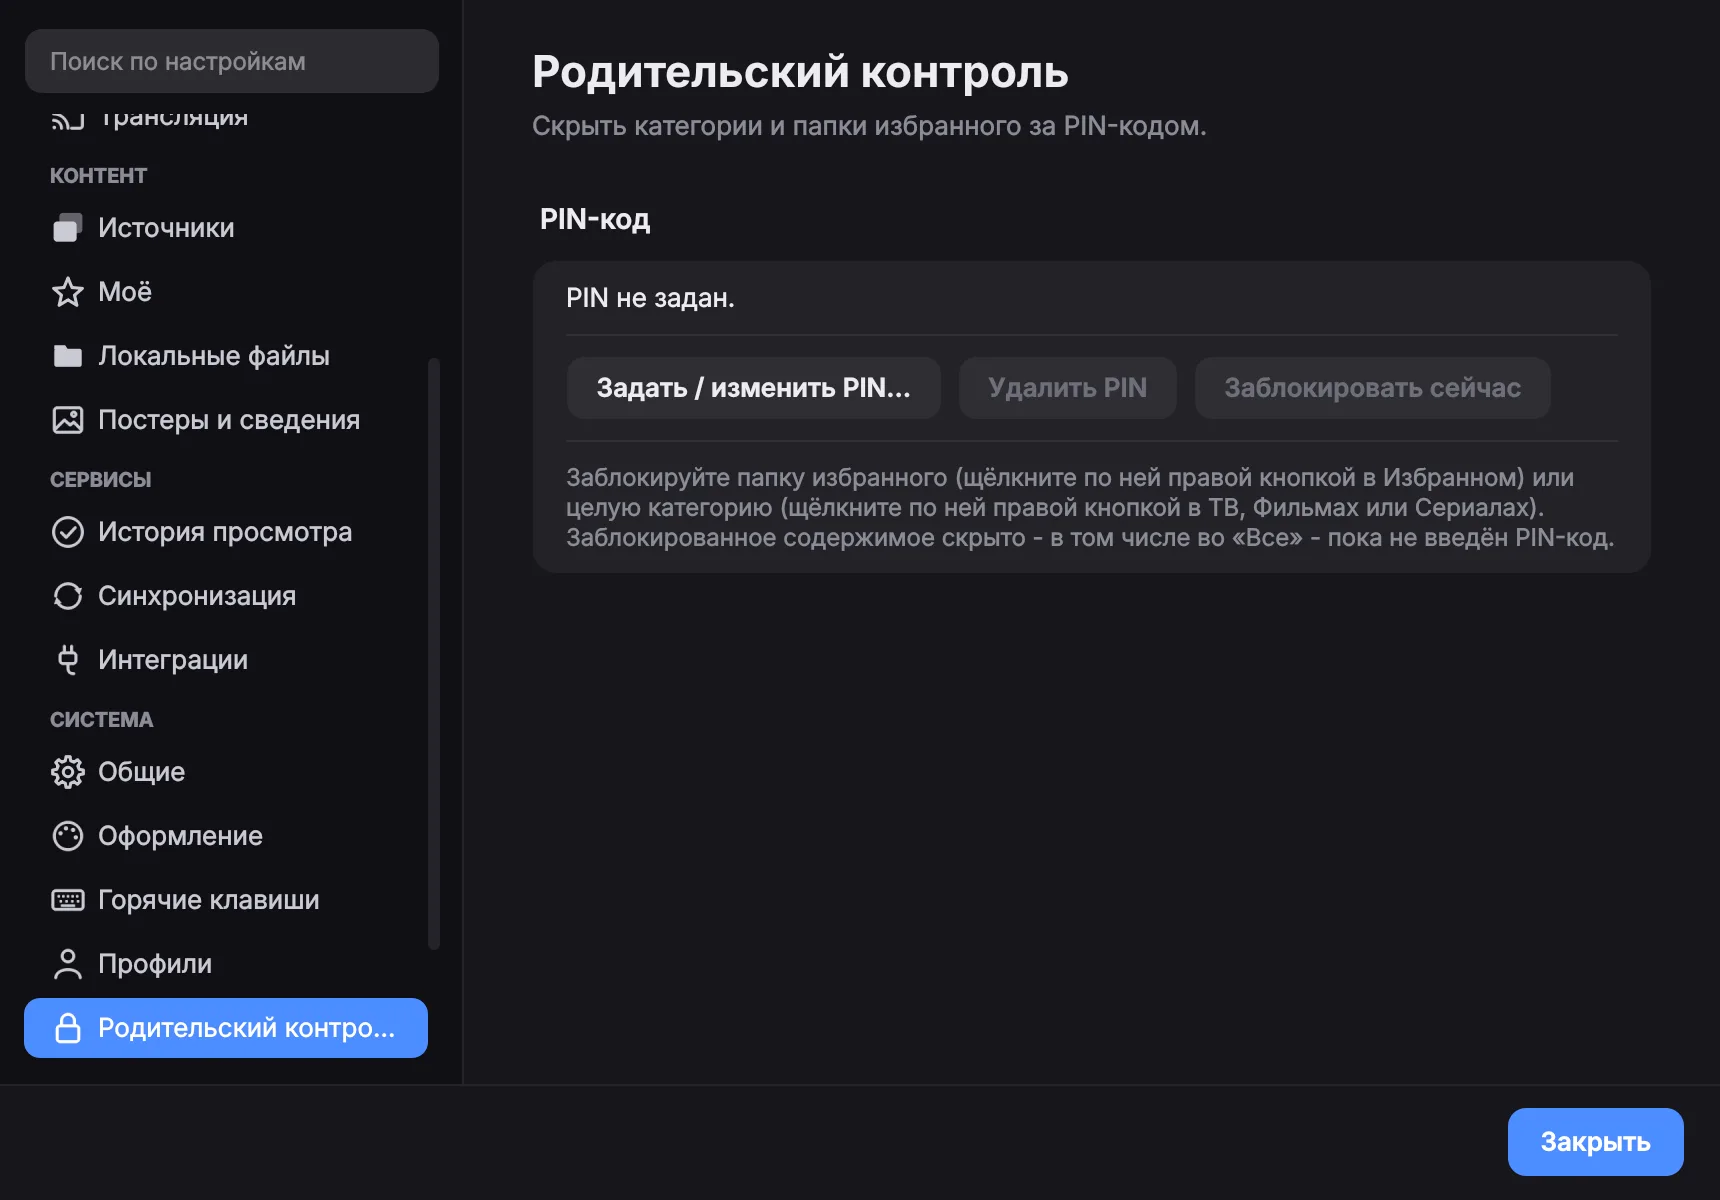 Поиск по настройкам
Трансляция
КОНТЕНТ
Источники
Моё
Локальные файлы
Постеры и сведения
СЕРВИСЫ
История просмотра
Синхронизация
Интеграции
СИСТЕМА
Общие
Оформление
Горячие клавиши
Профили
Родительский контро...
Родительский контроль
Скрыть категории и папки избранного за PIN-кодом.
PIN-код
PIN не задан.
Задать / изменить PIN...
Удалить PIN
Заблокировать сейчас
Заблокируйте папку избранного (щёлкните по ней правой кнопкой в Избранном) или
целую категорию (щёлкните по ней правой кнопкой в ТВ, Фильмах или Сериалах).
Заблокированное содержимое скрыто - в том числе во «Все» - пока не введён PIN-код.
Закрыть